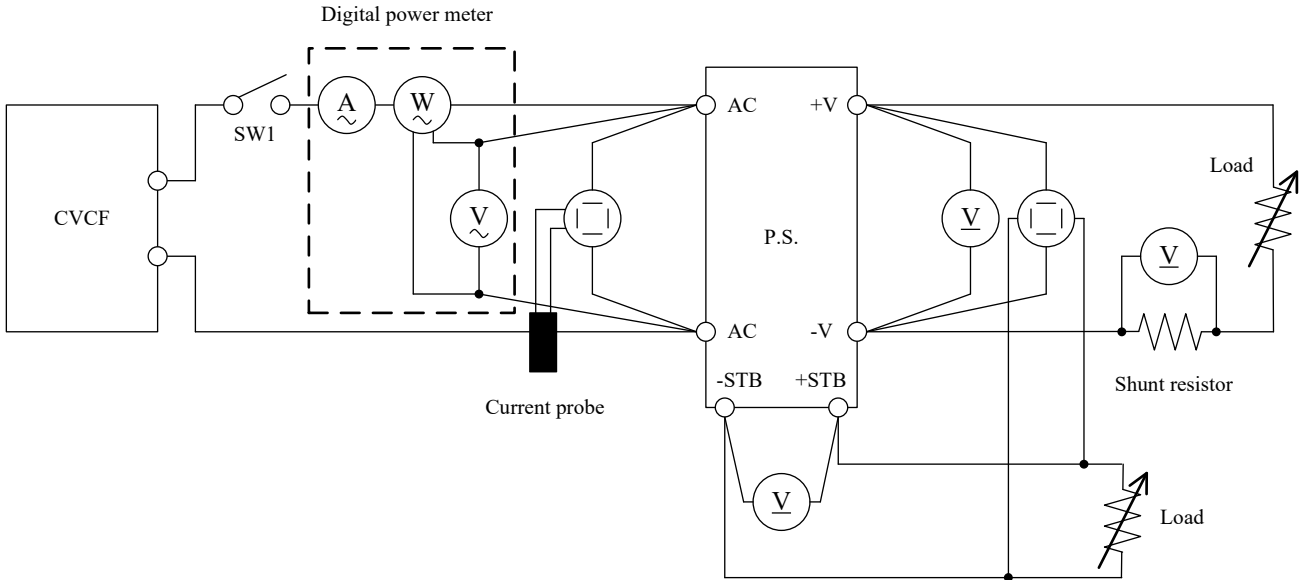 Digital power meter
A
W
AC
+V
SW1
Load
CVCF
V
V
P.S.
V
AC
-V
-STB
+STB
Shunt resistor
Current probe
V
Load